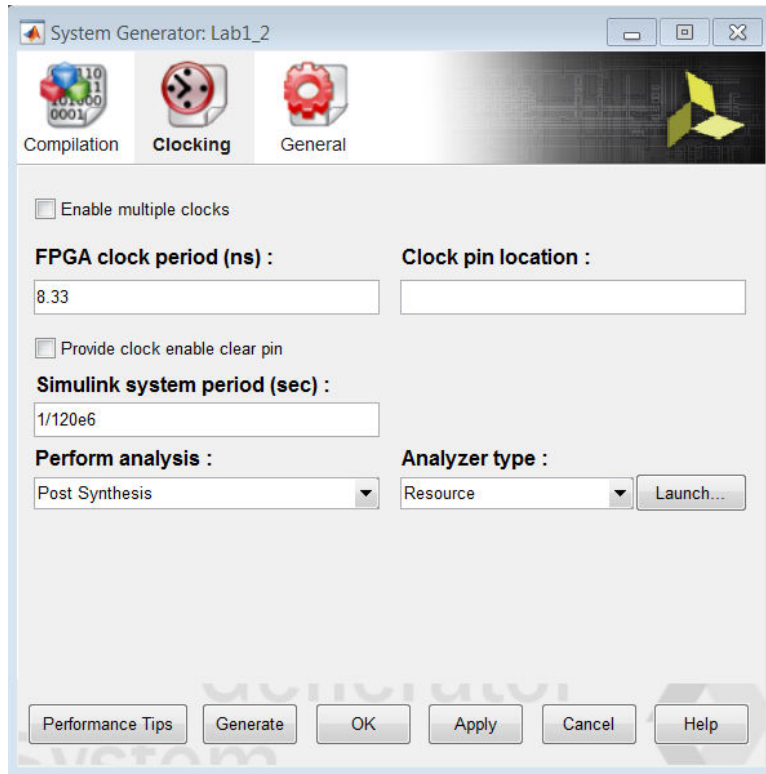 System Generator: Lab1_2
Compilation Clocking General
Enable multiple clocks
FPGA clock period (ns) : Clock pin location :
8.33
Provide clock enable clear pin
Simulink system period (sec) :
1/120e6
Perform analysis : Analyzer type :
Post Synthesis Resource Launch...
Generator
Performance Tips Generate OK Apply Cancel Help
System